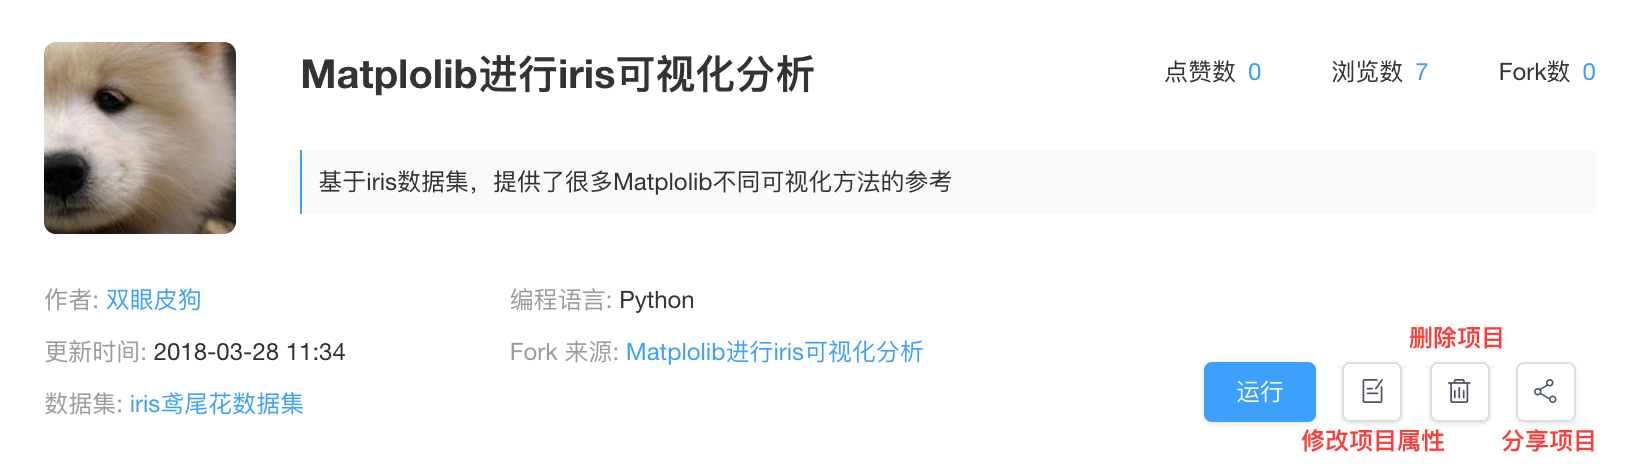 Matplolib进行iris可视化分析
点赞数 0 浏览数 7 Fork数 0
基于iris数据集，提供了很多Matplolib不同可视化方法的参考
作者: 双眼皮狗 编程语言: Python
更新时间: 2018-03-28 11:34 Fork 来源: Matplolib进行iris可视化分析
数据集: iris鸢尾花数据集
删除项目
运行
修改项目属性 分享项目